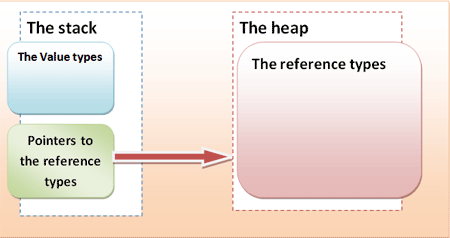 The stack
The Value types
Pointers to
the reference
types
The heap
The reference types